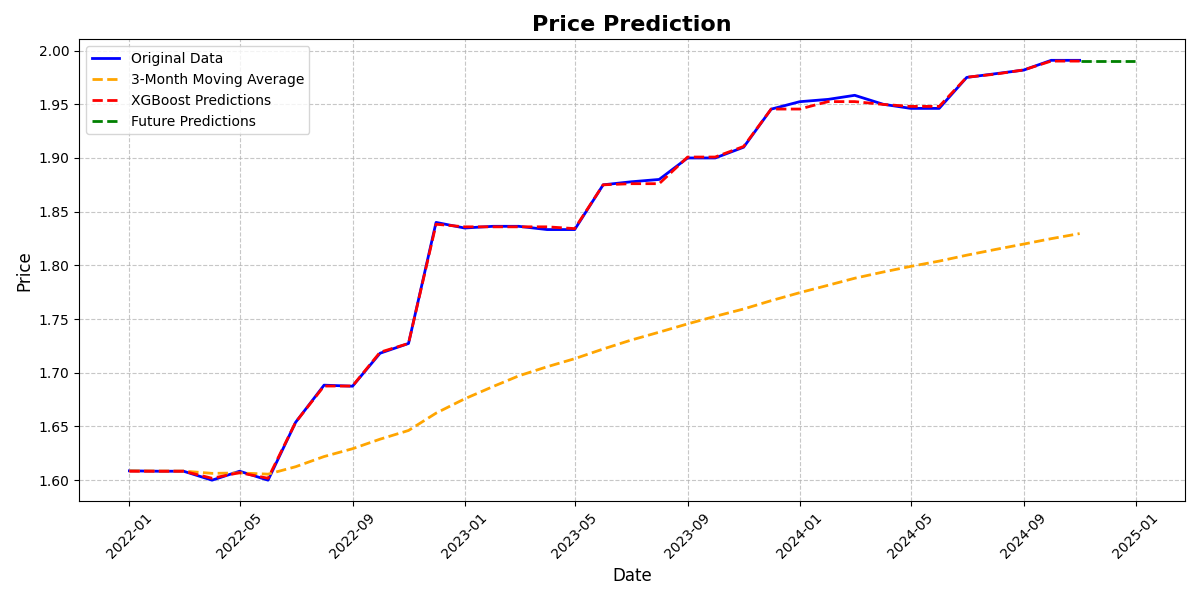 Price Prediction
Original Data
3-Month Moving Average
XGBoost Predictions
Future Predictions
Price
2.00
1.95
1.90
1.85
1.80
1.75
1.70
1.65
1.60
2022-01
2022-05
2022-09
2023-01
2023-05
2023-09
2024-01
2024-05
2024-09
2025-01
Date